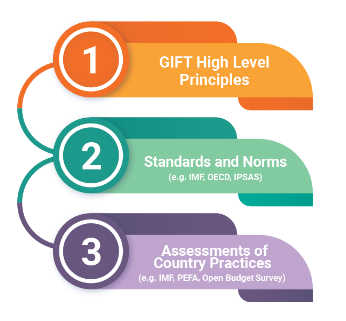 1
GIFT High Level
Principles
2
Standards and Norms
(e.g. IMF, OECD, IPSAS)
3
Assessments of
Country Practices
(e.g. IMF, PEFA, Open Budget Survey)